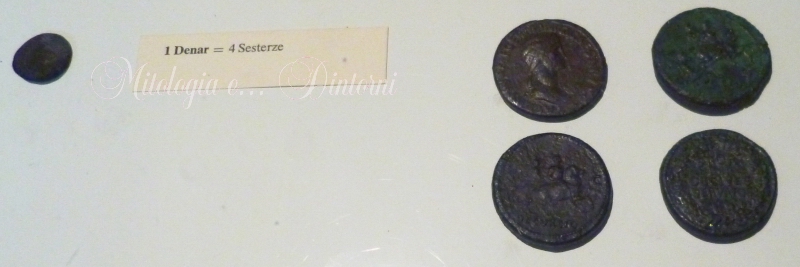 1 Denar = 4 Sesterze
Mitologia e... Dintorni